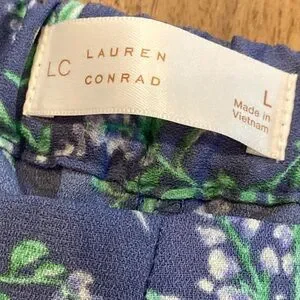 LC LAUREN
CONRAD
L
Made in
Vietnam